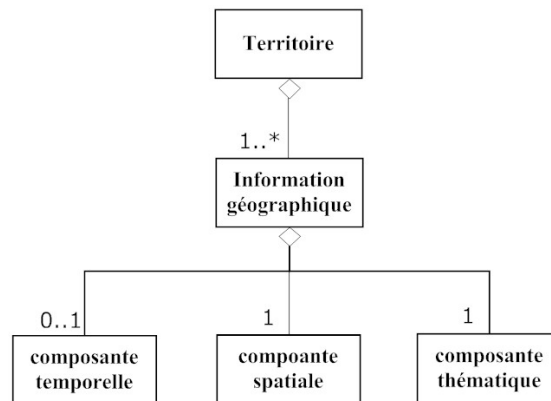 Territoire
1..*
Information
géographique
0..1
1
1
composante
temporelle
compoante
spatiale
composante
thématique